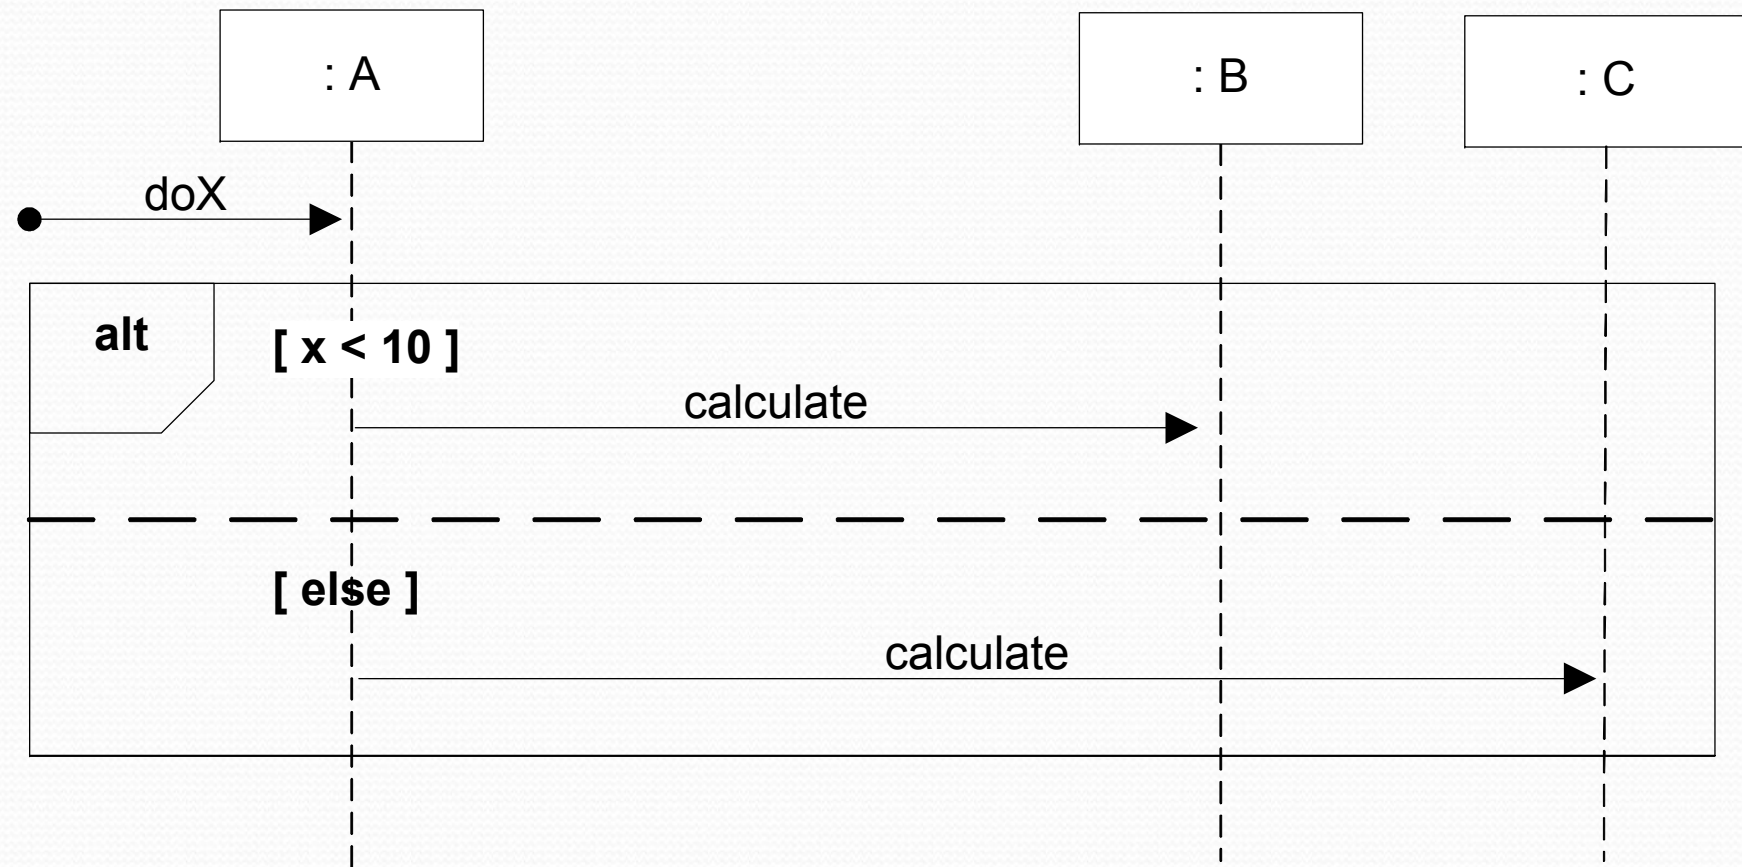 : A
: B
: C
doX
alt
[ x < 10 ]
calculate
[ else ]
calculate